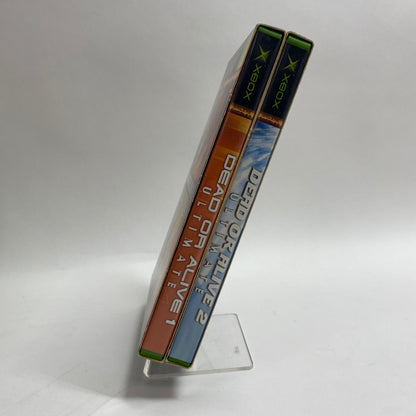 XBOX
DEAD OR ALIVE 1
ULTIMATE
XBOX
DEAD OR ALIVE 2
ULTIMATE